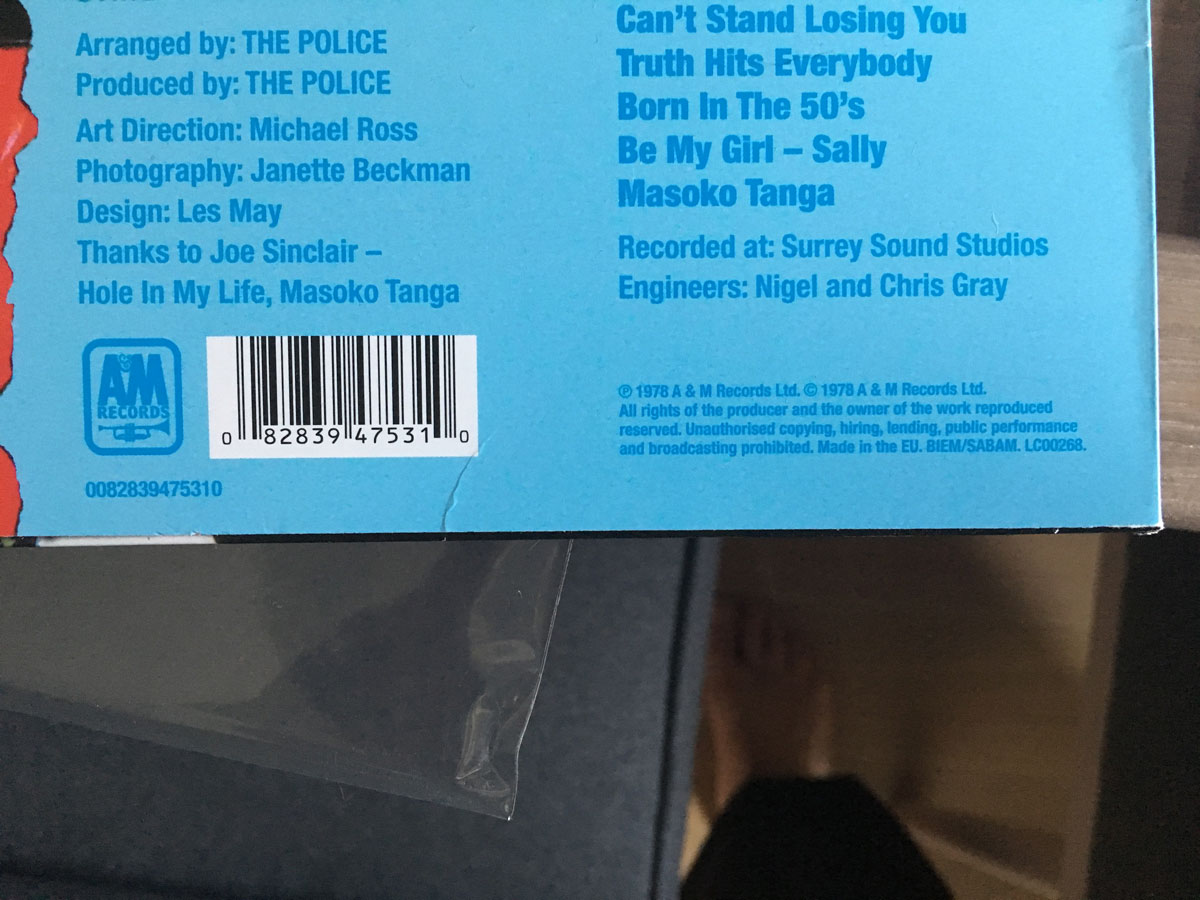 Arranged by: THE POLICE
Produced by: THE POLICE
Art Direction: Michael Ross
Photography: Janette Beckman
Design: Les May
Thanks to Joe Sinclair –
Hole In My Life, Masoko Tanga
A&M
RECORDS
0 82839 47531 0
0082839475310
Can't Stand Losing You
Truth Hits Everybody
Born In The 50's
Be My Girl – Sally
Masoko Tanga
Recorded at: Surrey Sound Studios
Engineers: Nigel and Chris Gray
℗ 1978 A & M Records Ltd. © 1978 A & M Records Ltd.
All rights of the producer and the owner of the work reproduced
reserved. Unauthorised copying, hiring, lending, public performance
and broadcasting prohibited. Made in the EU. BIEM/SABAM. LC00268.